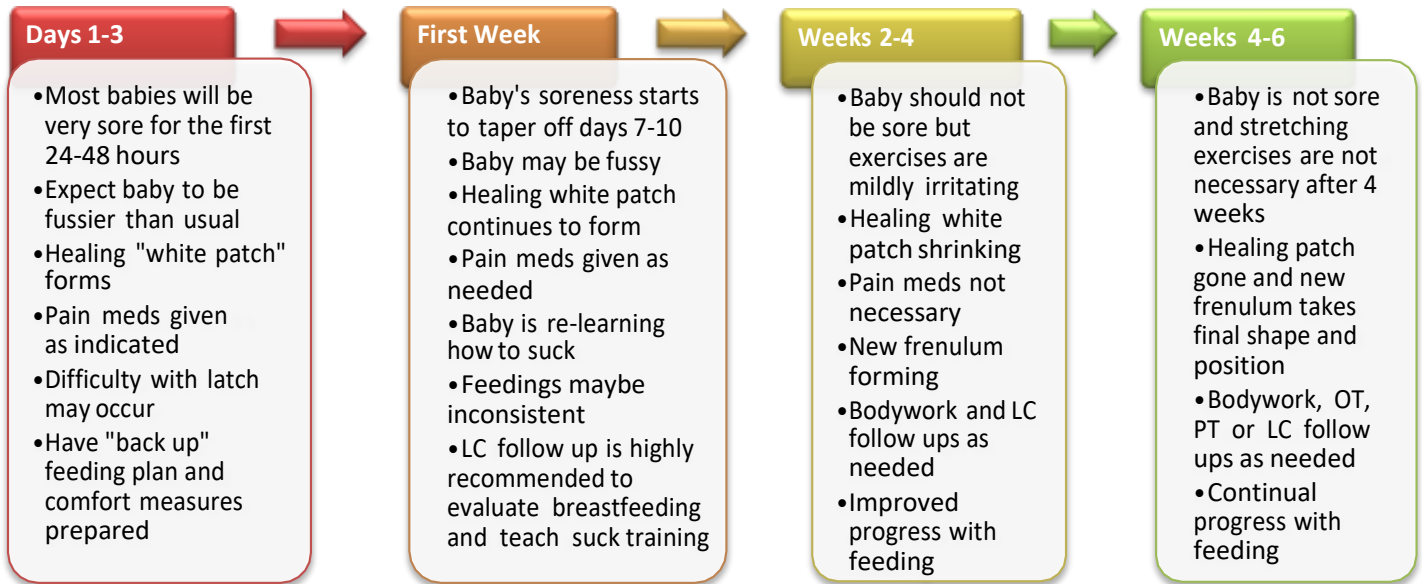 Days 1-3
•Most babies will be
very sore for the first
24-48 hours
•Expect baby to be
fussier than usual
•Healing "white patch"
forms
•Pain meds given
as indicated
•Difficulty with latch
may occur
•Have "back up"
feeding plan and
comfort measures
prepared
First Week
•Baby's soreness starts
to taper off days 7-10
•Baby may be fussy
•Healing white patch
continues to form
•Pain meds given as
needed
•Baby is re-learning
how to suck
•Feedings maybe
inconsistent
•LC follow up is highly
recommended to
evaluate breastfeeding
and teach suck training
Weeks 2-4
•Baby should not
be sore but
exercises are
mildly irritating
•Healing white
patch shrinking
•Pain meds not
necessary
•New frenulum
forming
•Bodywork and LC
follow ups as
needed
•Improved
progress with
feeding
Weeks 4-6
•Baby is not sore
and stretching
exercises are not
necessary after 4
weeks
•Healing patch
gone and new
frenulum takes
final shape and
position
•Bodywork, OT,
PT or LC follow
ups as needed
•Continual
progress with
feeding